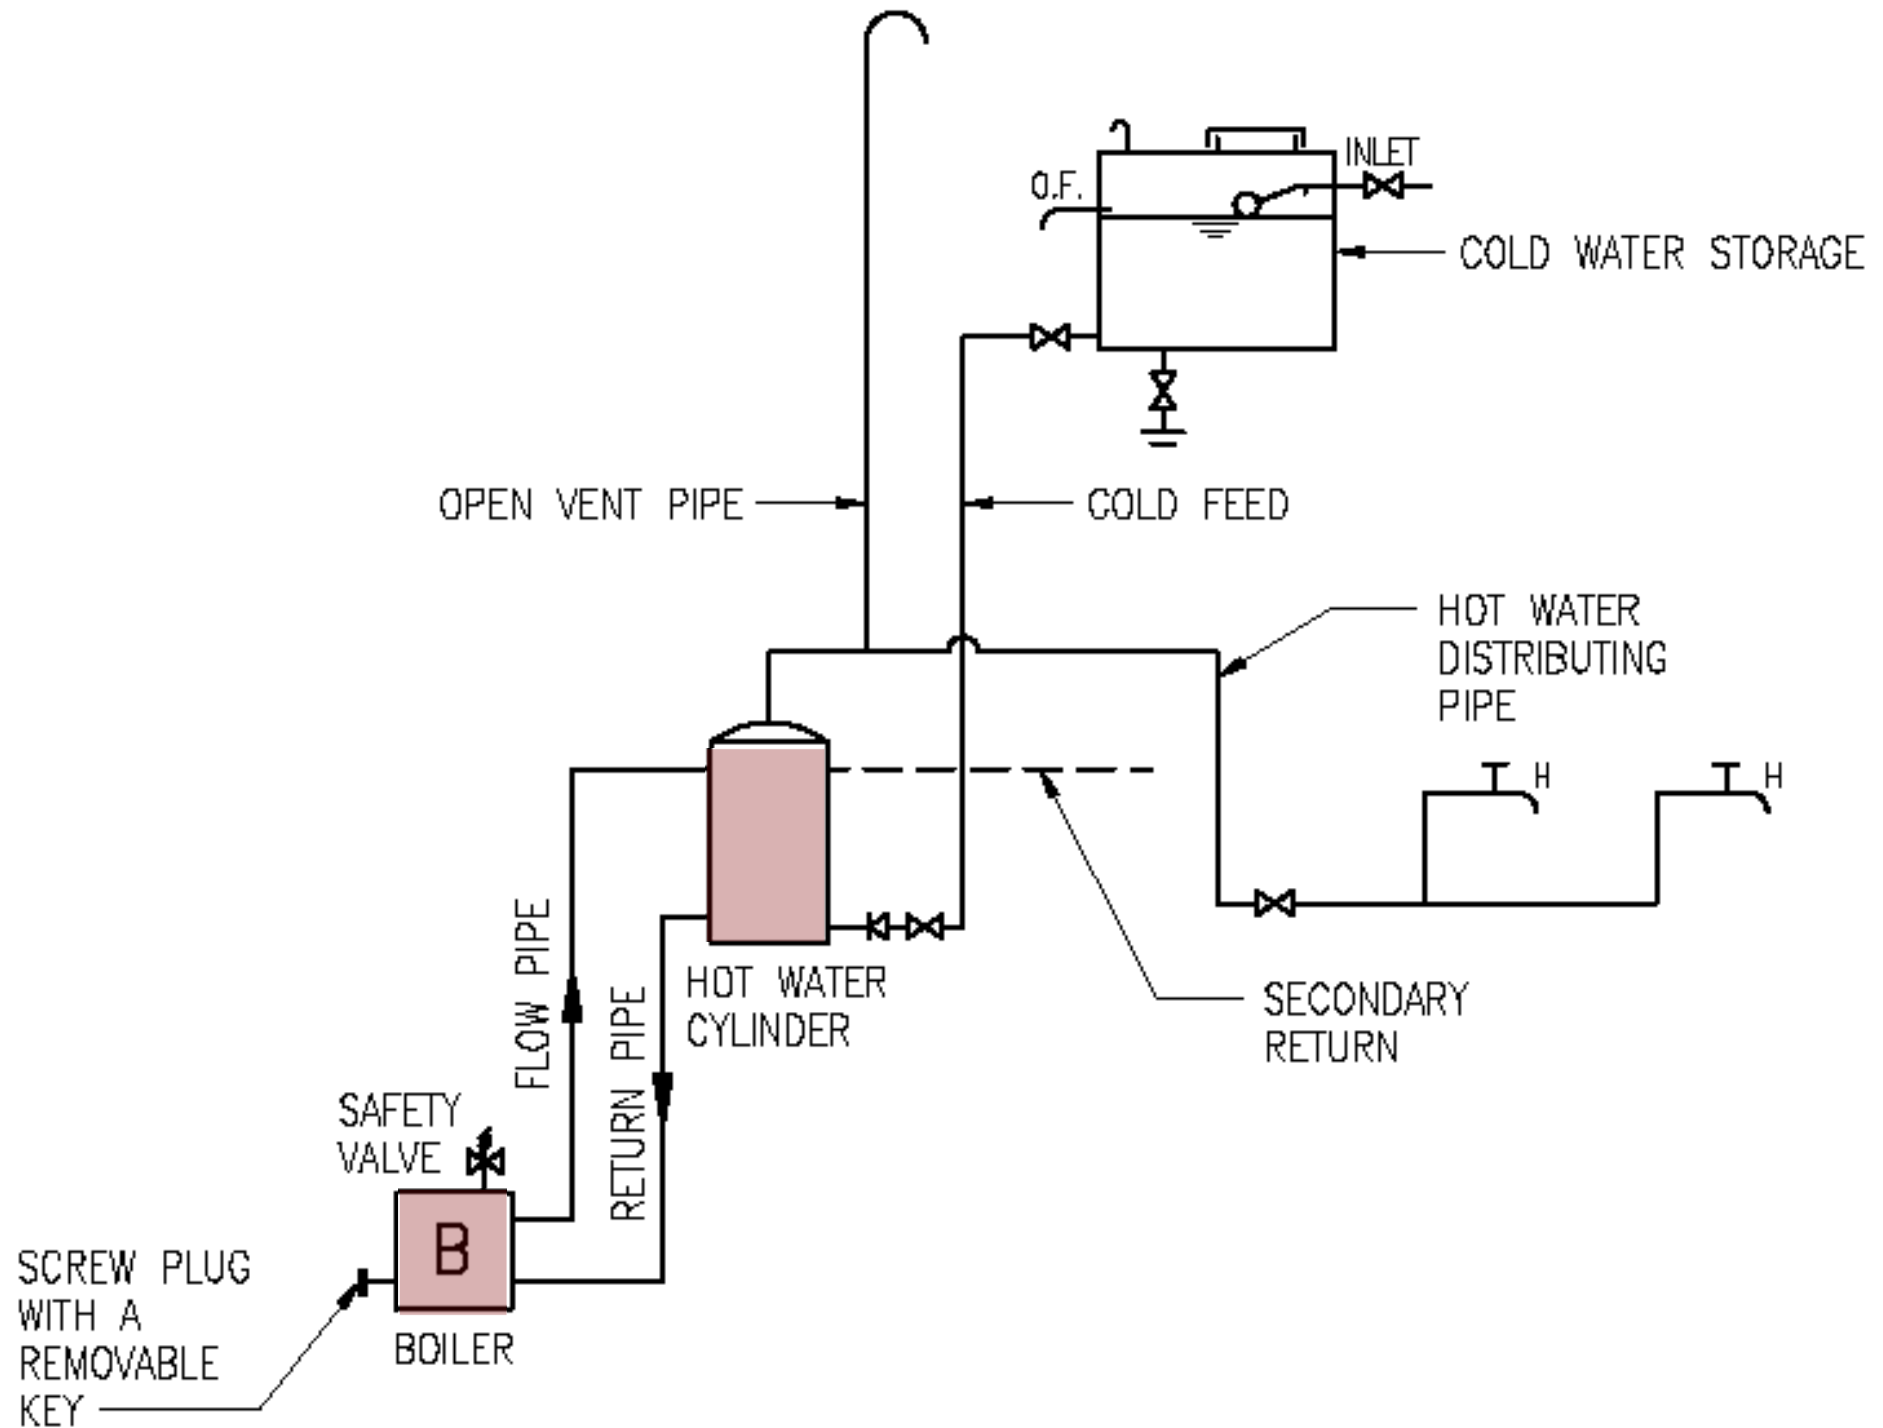 INLET
O.F.
COLD WATER STORAGE
OPEN VENT PIPE
COLD FEED
HOT WATER
DISTRIBUTING
PIPE
H
H
FLOW PIPE
RETURN PIPE
HOT WATER
CYLINDER
SECONDARY
RETURN
SAFETY
VALVE
B
BOILER
SCREW PLUG
WITH A
REMOVABLE
KEY